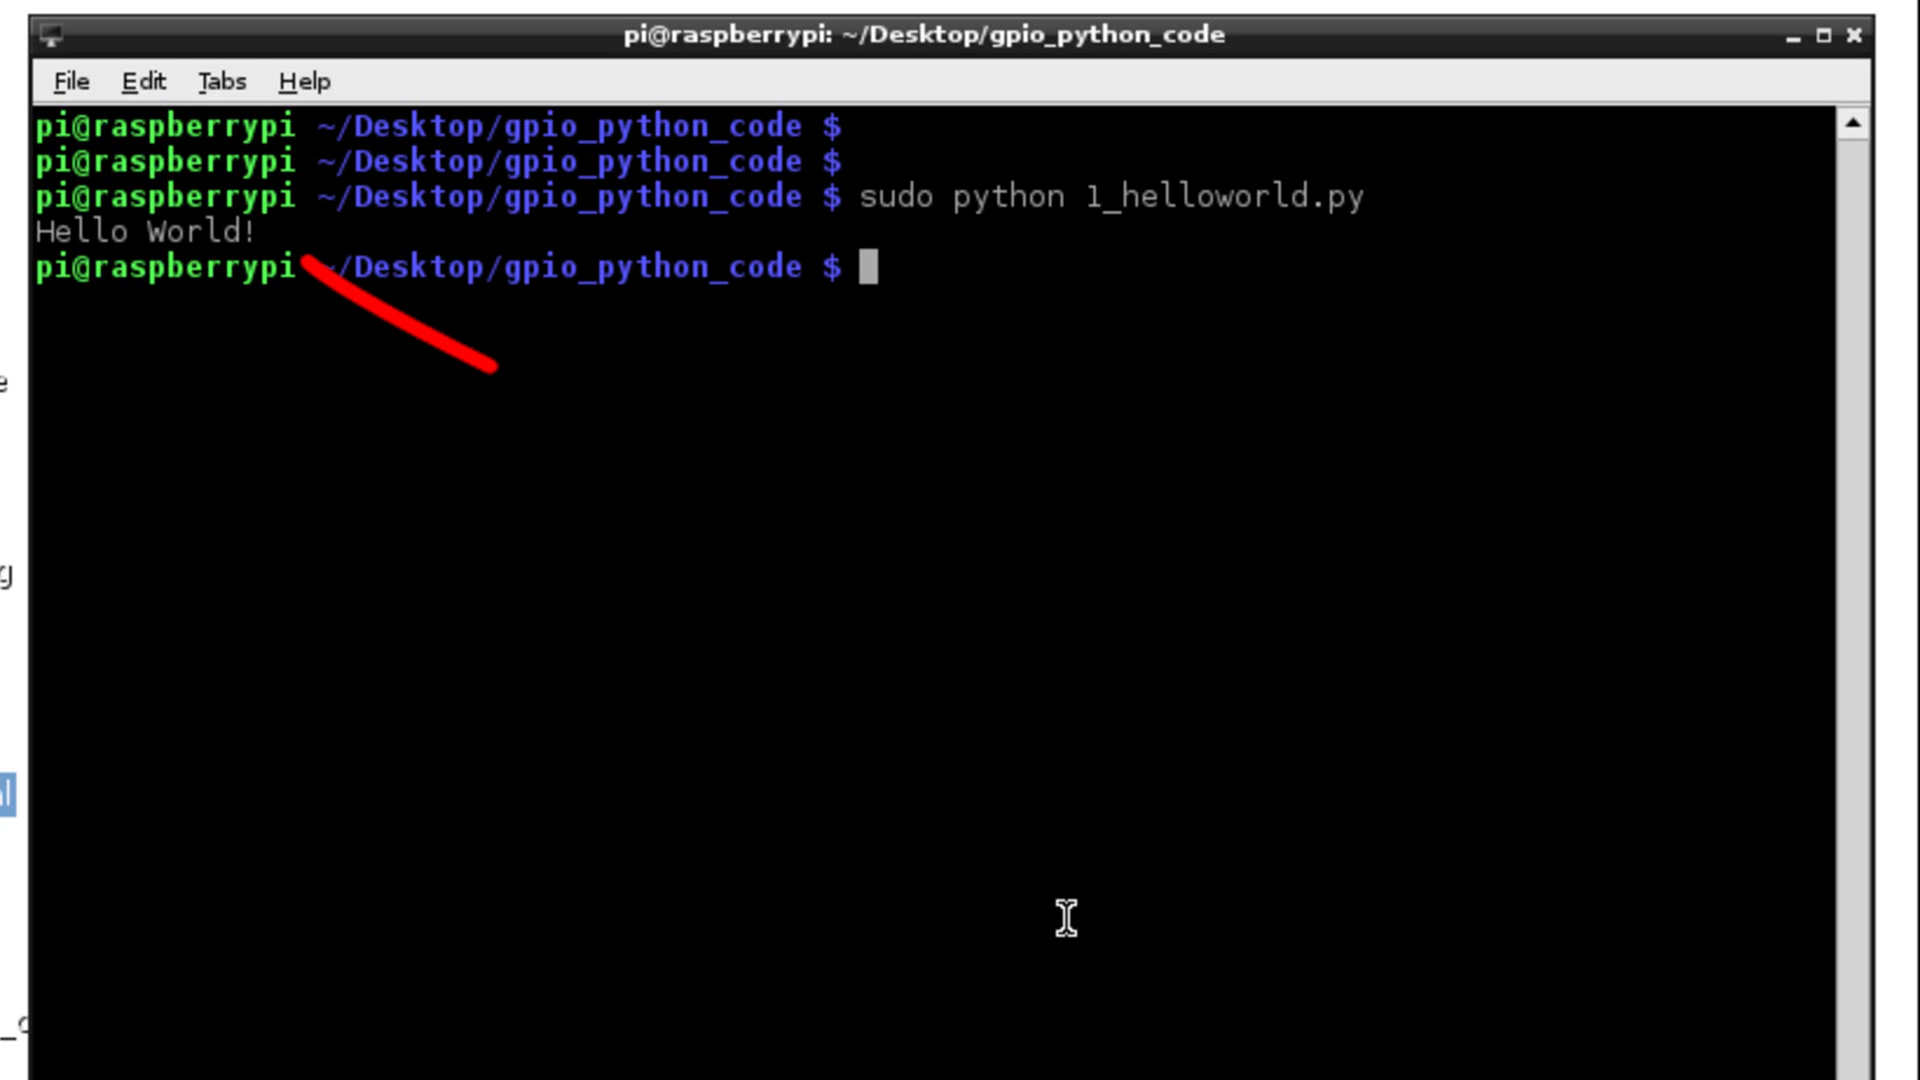 pi@raspberrypi: ~/Desktop/gpio_python_code
File Edit Tabs Help
pi@raspberrypi ~/Desktop/gpio_python_code $
pi@raspberrypi ~/Desktop/gpio_python_code $
pi@raspberrypi ~/Desktop/gpio_python_code $ sudo python 1_helloworld.py
Hello World!
pi@raspberrypi ~/Desktop/gpio_python_code $